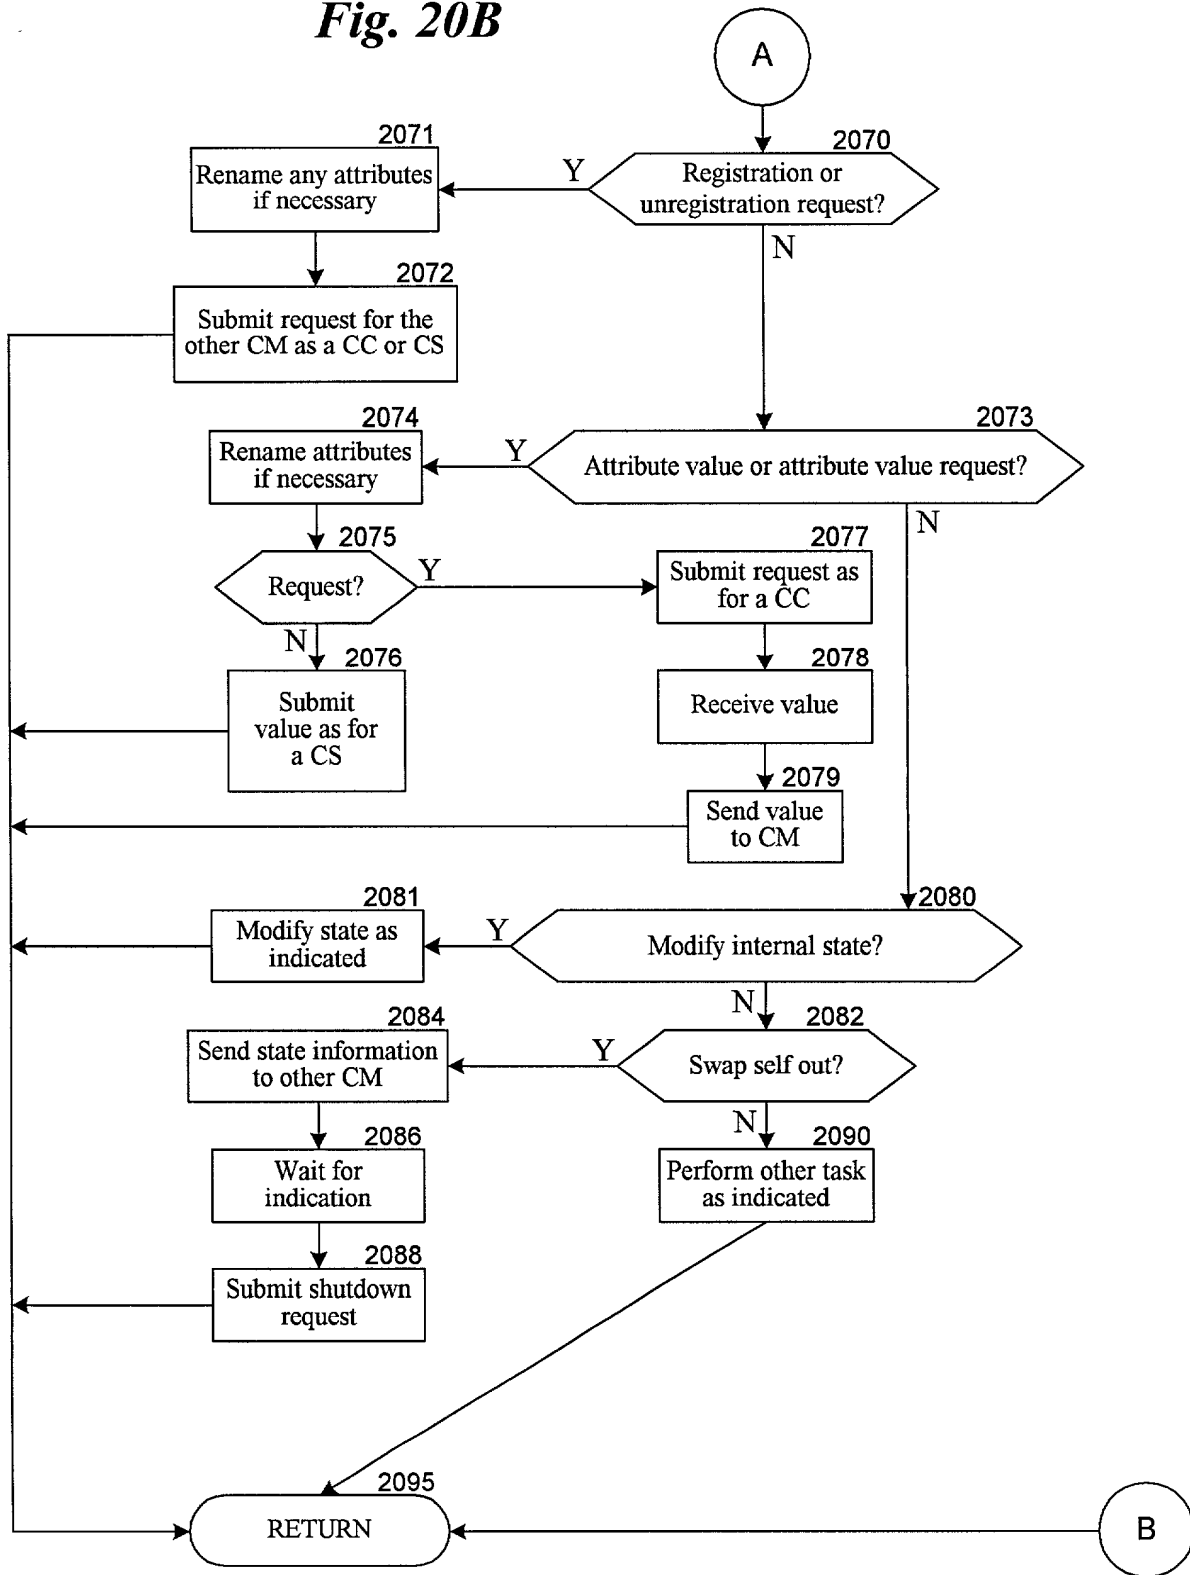 Fig. 20B
A
2071
2070
Rename any attributes
if necessary
Y
Registration or
unregistration request?
N
2072
Submit request for the
other CM as a CC or CS
2074
2073
Rename attributes
if necessary
Y
Attribute value or attribute value request?
N
2075
2077
Request?
Y
Submit request as
for a CC
N
2076
2078
Submit
value as for
a CS
Receive value
2079
Send value
to CM
2081
2080
Modify state as
indicated
Y
Modify internal state?
N
2084
2082
Send state information
to other CM
Y
Swap self out?
N
2086
2090
Wait for
indication
Perform other task
as indicated
2088
Submit shutdown
request
2095
RETURN
B